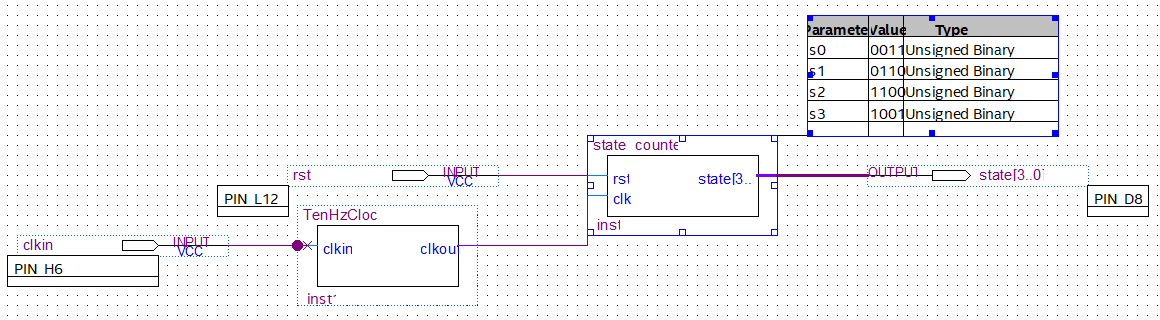 Paramete Value Type
s0 0011 Unsigned Binary
s1 0110 Unsigned Binary
s2 1100 Unsigned Binary
s3 1001 Unsigned Binary
state_counte
rst INPUT VCC
rst state[3..
OUTPUT state[3..0]
PIN_L12
clk
PIN_D8
inst
TenHzCloc
clkin INPUT VCC
clkin clkout
PIN_H6
inst1